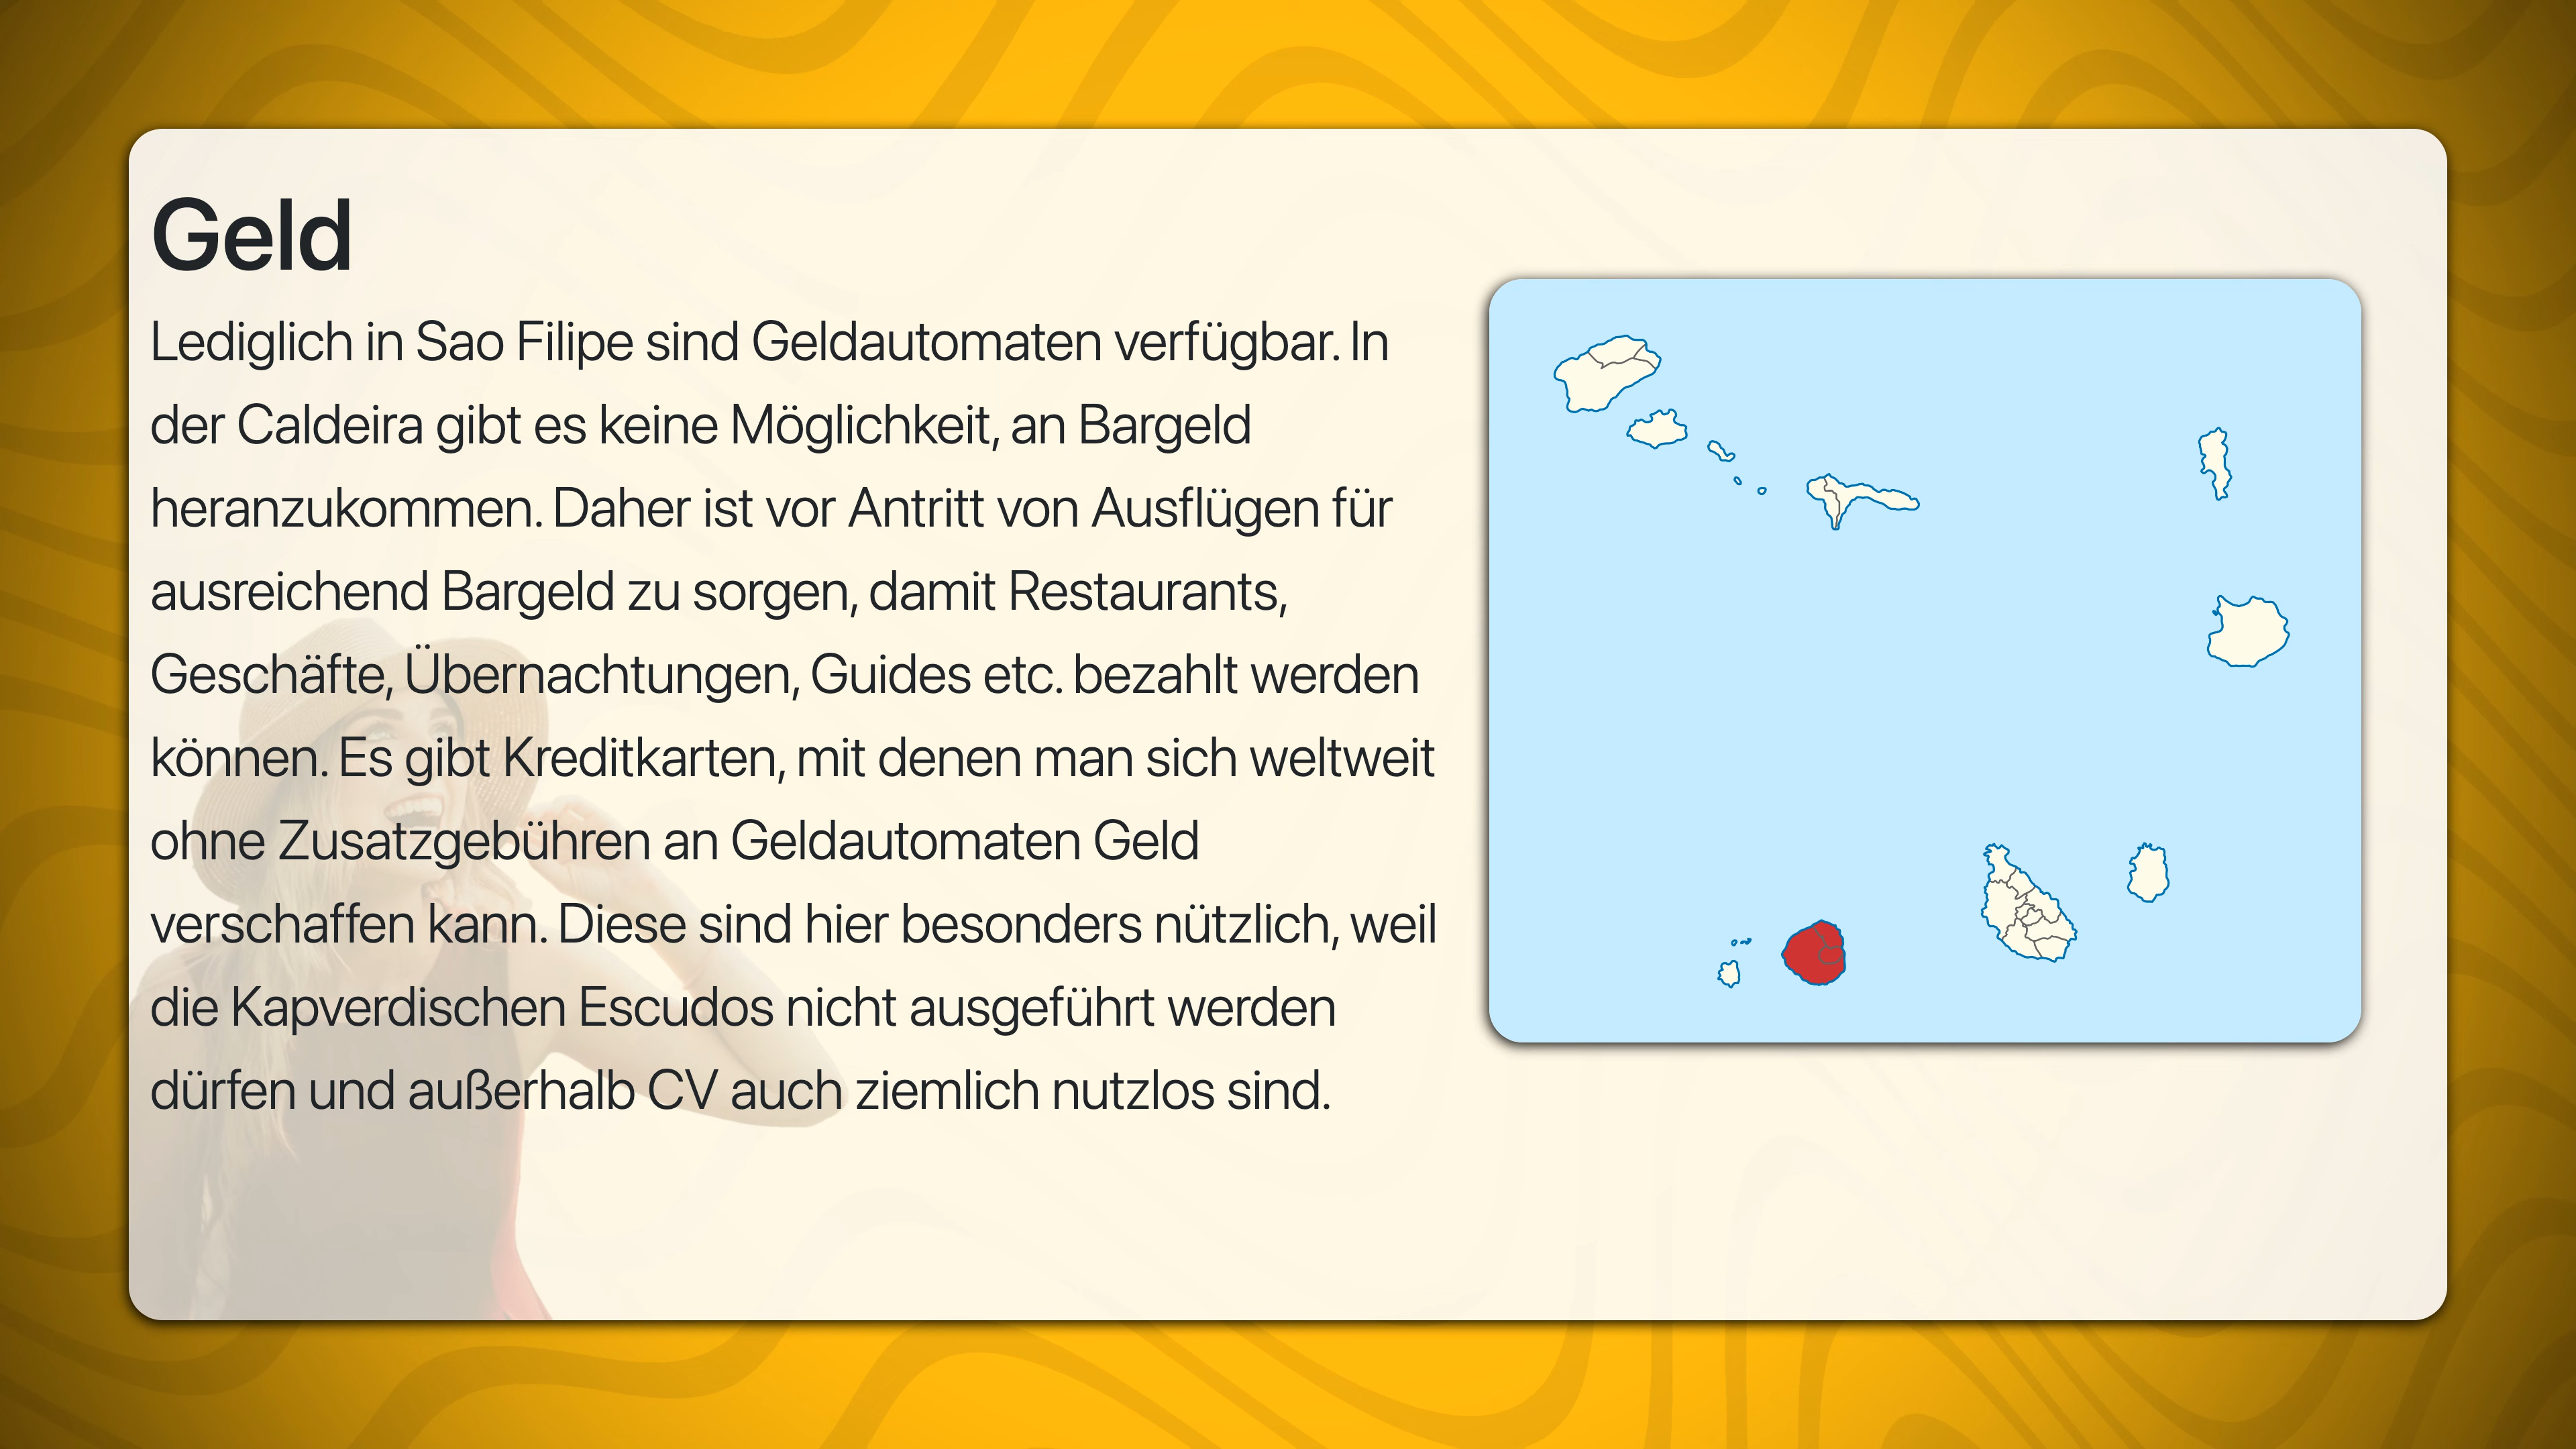 Geld
Lediglich in Sao Filipe sind Geldautomaten verfügbar. In
der Caldeira gibt es keine Möglichkeit, an Bargeld
heranzukommen. Daher ist vor Antritt von Ausflügen für
ausreichend Bargeld zu sorgen, damit Restaurants,
Geschäfte, Übernachtungen, Guides etc. bezahlt werden
können. Es gibt Kreditkarten, mit denen man sich weltweit
ohne Zusatzgebühren an Geldautomaten Geld
verschaffen kann. Diese sind hier besonders nützlich, weil
die Kapverdischen Escudos nicht ausgeführt werden
dürfen und außerhalb CV auch ziemlich nutzlos sind.